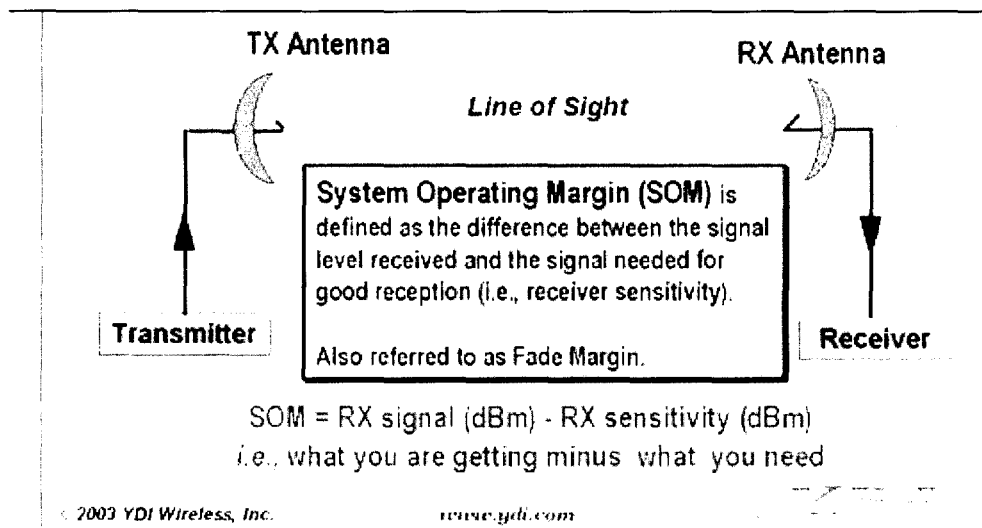 TX Antenna
RX Antenna
Line of Sight
System Operating Margin (SOM) is
defined as the difference between the signal
level received and the signal needed for
good reception (i.e., receiver sensitivity).
Also referred to as Fade Margin.
Transmitter
Receiver
SOM = RX signal (dBm) - RX sensitivity (dBm)
i.e., what you are getting minus what you need
2003 YDI Wireless, Inc.
www.ydi.com